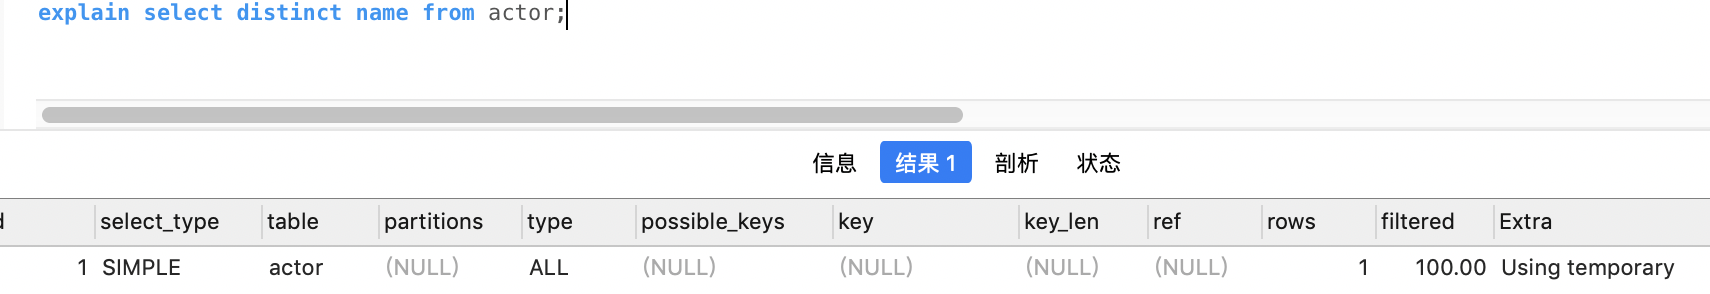 explain select distinct name from actor;
信息 结果 1 剖析 状态
d select_type table partitions type possible_keys key key_len ref rows filtered Extra
1 SIMPLE actor (NULL) ALL (NULL) (NULL) (NULL) (NULL) 1 100.00 Using temporary